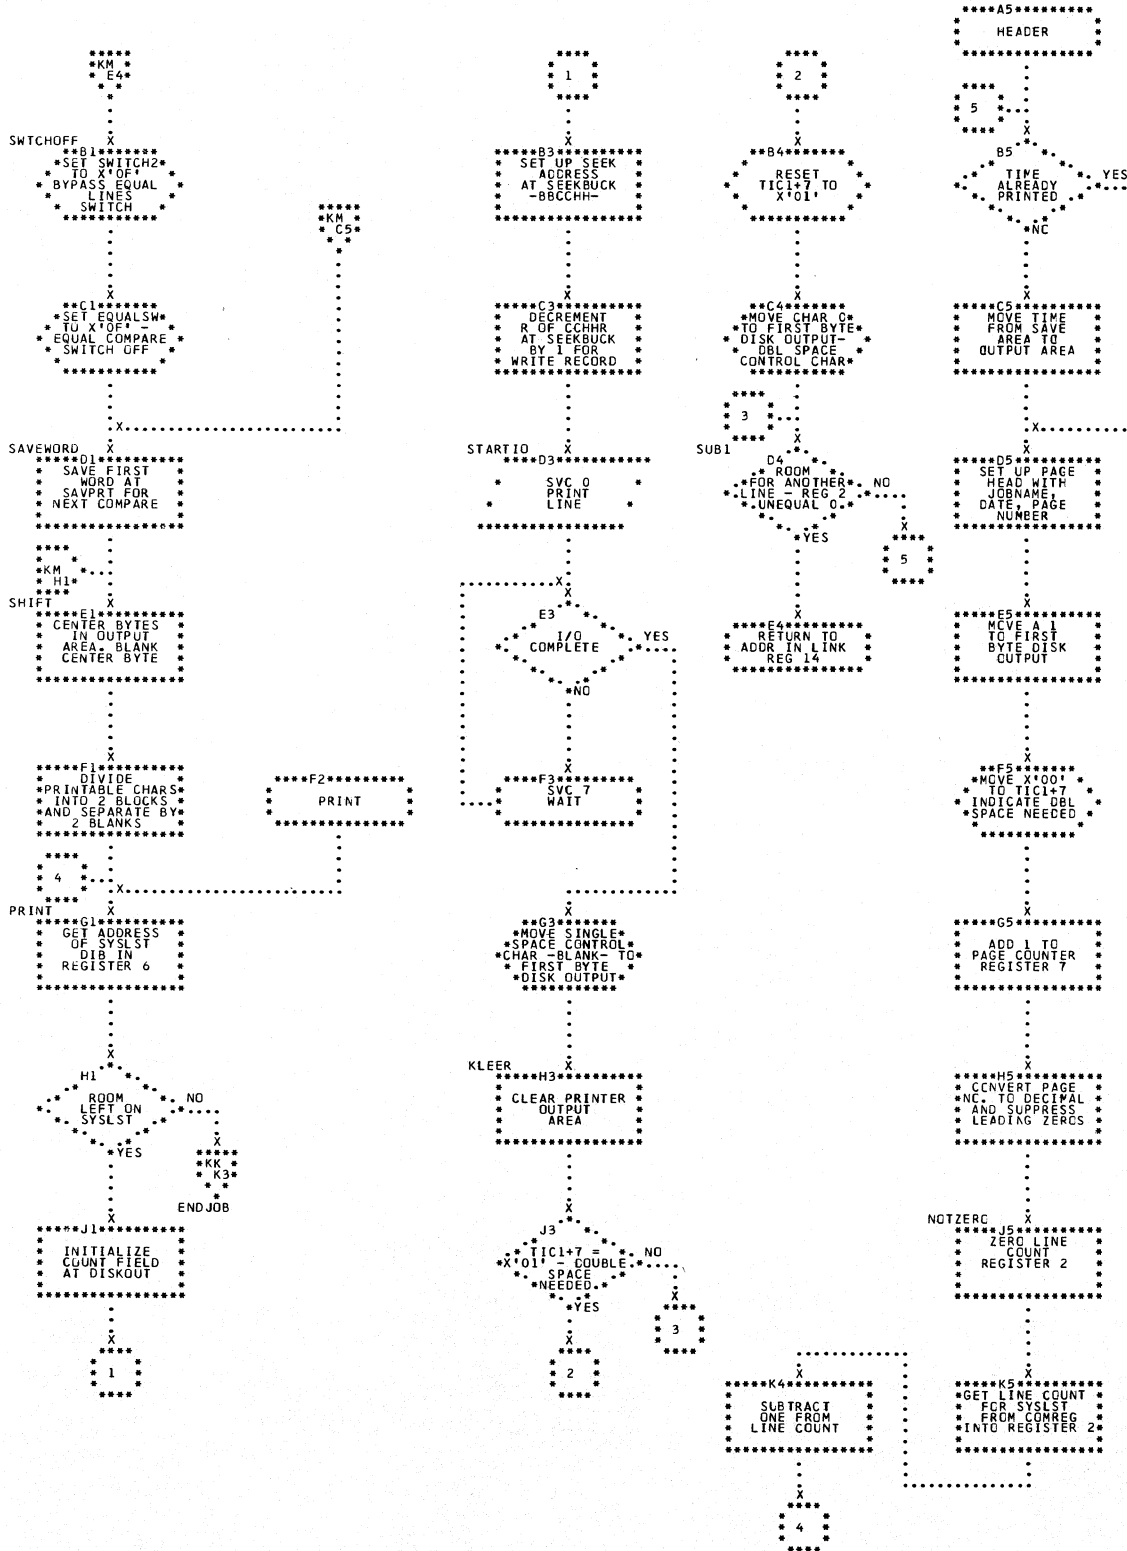 KM
E4
SWTCHOFF
B1
SET SWITCH2
TO X'0F'
BYPASS EQUAL
LINES
SWITCH
KM
C5
C1
SET EQUALSW
TO X'0F' -
EQUAL COMPARE
SWITCH OFF
SAVEWORD
D1
SAVE FIRST
WORD AT
SAVPRT FOR
NEXT COMPARE
KM
H1
SHIFT
E1
CENTER BYTES
IN OUTPUT
AREA. BLANK
CENTER BYTE
F1
DIVIDE
PRINTABLE CHARS
INTO 2 BLOCKS
AND SEPARATE BY
2 BLANKS
F2
PRINT
4
PRINT
G1
GET ADDRESS
OF SYSLST
DIB IN
REGISTER 6
H1
ROOM
LEFT ON
SYSLST
NO
YES
KK
K3
ENDJOB
J1
INITIALIZE
COUNT FIELD
AT DISKOUT
1
1
B3
SET UP SEEK
ADDRESS
AT SEEKBUCK
-BBCCHH-
C3
DECREMENT
R OF CCHHR
AT SEEKBUCK
BY 1 FOR
WRITE RECORD
STARTIO
D3
SVC 0
PRINT
LINE
E3
I/O
COMPLETE
YES
NO
F3
SVC 7
WAIT
G3
MOVE SINGLE
SPACE CONTROL
CHAR -BLANK- TO
FIRST BYTE
DISK OUTPUT
KLEER
H3
CLEAR PRINTER
OUTPUT
AREA
J3
TIC1+7 =
X'01' - COUBLE
SPACE
NEEDED.
NO
YES
3
2
2
B4
RESET
TIC1+7 TO
X'01'
C4
MOVE CHAR 0
TO FIRST BYTE
DISK OUTPUT-
DBL SPACE
CONTROL CHAR
3
SUB1
D4
ROOM
FOR ANOTHER
LINE - REG 2
UNEQUAL 0.
NO
YES
5
E4
RETURN TO
ADDR IN LINK
REG 14
K4
SUBTRACT
ONE FROM
LINE COUNT
4
A5
HEADER
5
B5
TIME
ALREADY
PRINTED
YES
NC
C5
MOVE TIME
FROM SAVE
AREA TO
OUTPUT AREA
D5
SET UP PAGE
HEAD WITH
JOBNAME,
DATE, PAGE
NUMBER
E5
MCVE A 1
TO FIRST
BYTE DISK
OUTPUT
F5
MOVE X'00'
TO TIC1+7
INDICATE DBL
SPACE NEEDED
G5
ADD 1 TO
PAGE COUNTER
REGISTER 7
H5
CCNVERT PAGE
NC. TO DECIMAL
AND SUPPRESS
LEADING ZEROS
NOTZERO
J5
ZERO LINE
COUNT
REGISTER 2
K5
GET LINE COUNT
FOR SYSLST
FROM COMREG
INTO REGISTER 2